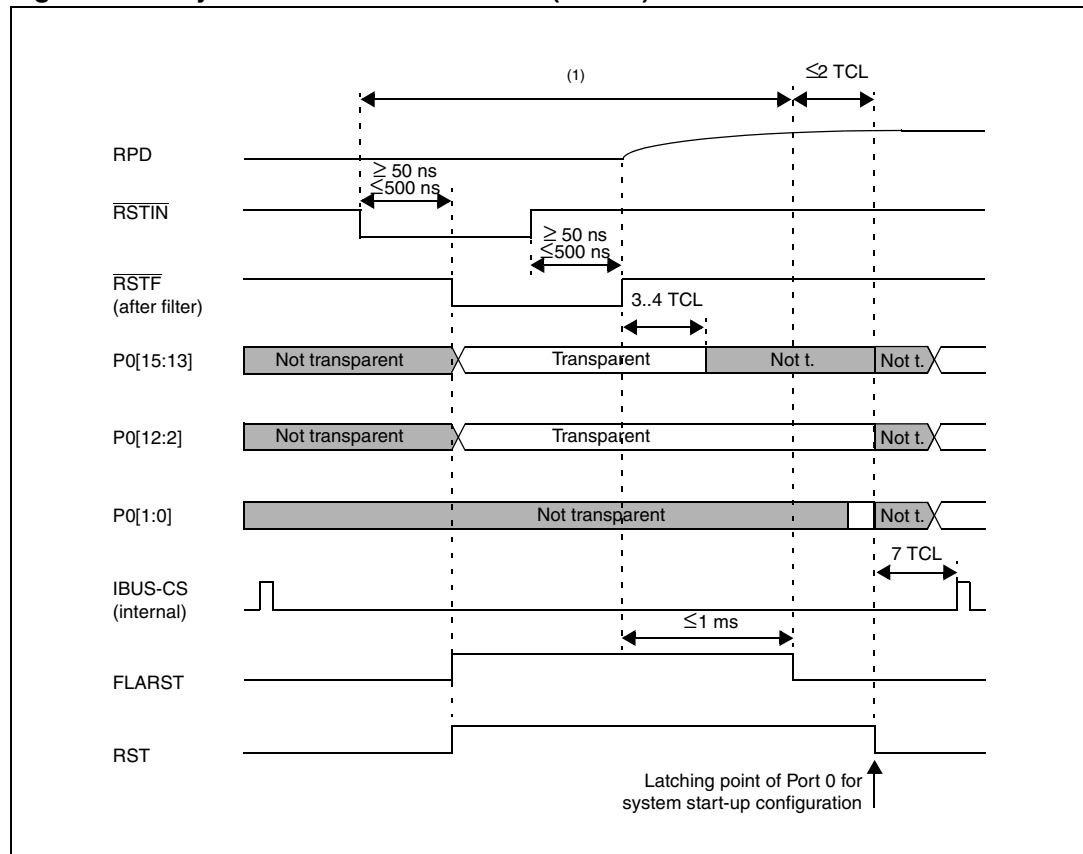 (1)
≤2 TCL
RPD
≥ 50 ns
≤500 ns
RSTIN
≥ 50 ns
≤500 ns
RSTF
(after filter)
3..4 TCL
P0[15:13]
Not transparent
Transparent
Not t.
Not t.
P0[12:2]
Not transparent
Transparent
Not t.
P0[1:0]
Not transparent
Not t.
7 TCL
IBUS-CS
(internal)
≤1 ms
FLARST
RST
Latching point of Port 0 for
system start-up configuration